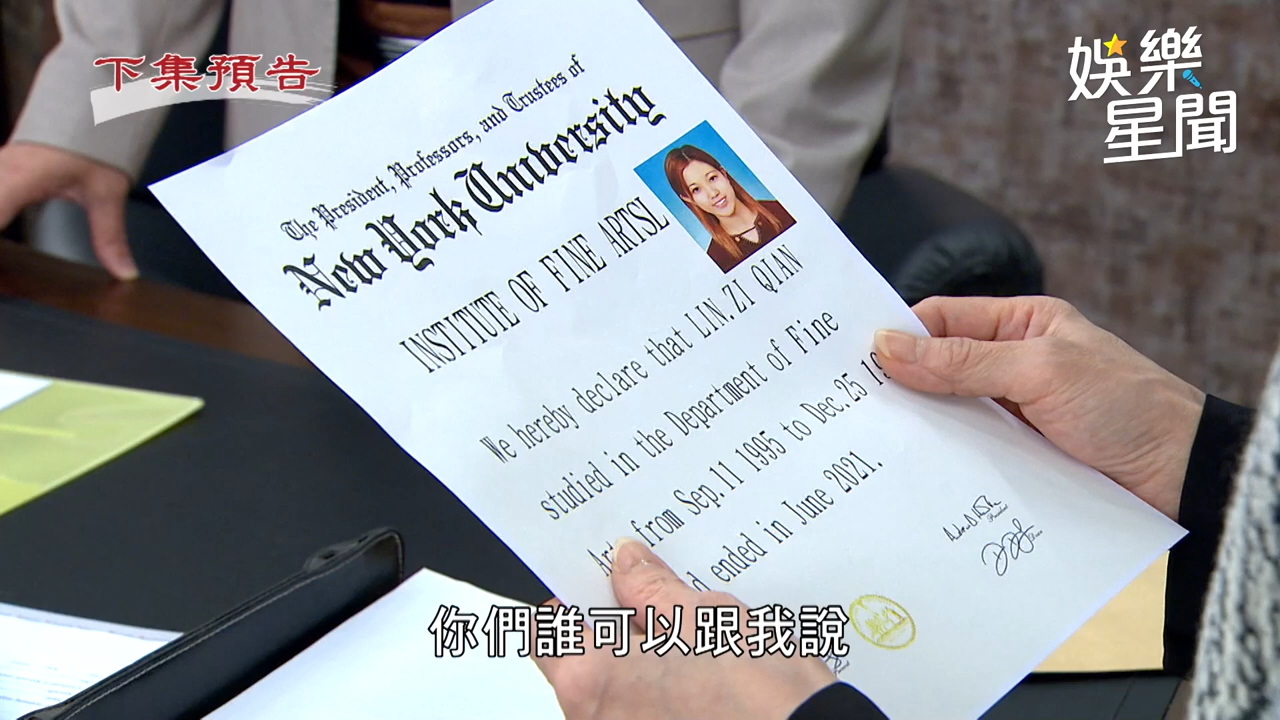 下集預告
娛樂
星聞
The President, Professors, and Trustees of
New York University
INSTITUTE OF FINE ARTSL
We hereby declare that LIN. ZI QIAN
studied in the Department of Fine
from Sep. 11 1995 to Dec. 25
ended in June 2021.
President
你們誰可以跟我說